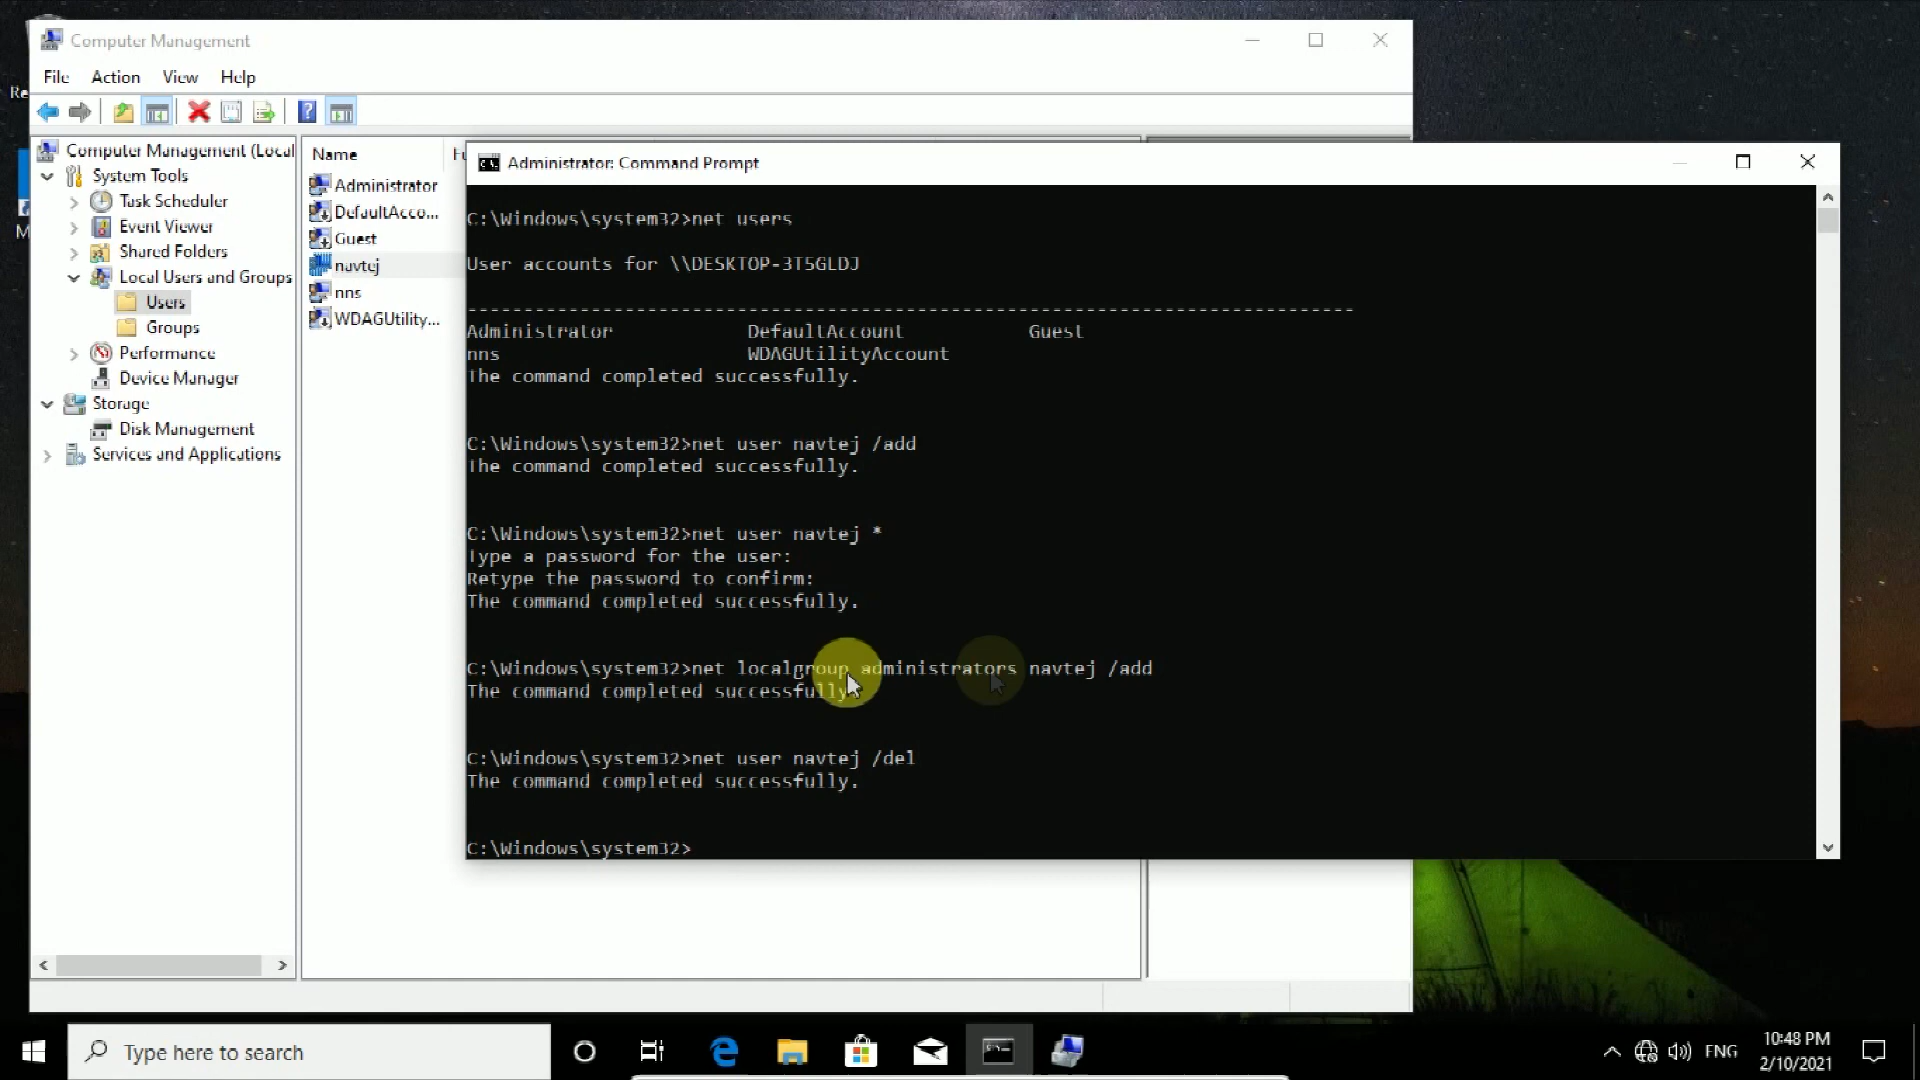 Computer Management
File Action View Help
Computer Management (Local
System Tools
Task Scheduler
Event Viewer
Shared Folders
Local Users and Groups
Users
Groups
Performance
Device Manager
Storage
Disk Management
Services and Applications
Name
Administrator
DefaultAcco...
Guest
navtej
nns
WDAGUtility...
Administrator: Command Prompt
C:\Windows\system32>net users
User accounts for \\DESKTOP-3T5GLDJ
-------------------------------------------------------------------------------
Administrator DefaultAccount Guest
nns WDAGUtilityAccount
The command completed successfully.
C:\Windows\system32>net user navtej /add
The command completed successfully.
C:\Windows\system32>net user navtej *
Type a password for the user:
Retype the password to confirm:
The command completed successfully.
C:\Windows\system32>net localgroup administrators navtej /add
The command completed successfully.
C:\Windows\system32>net user navtej /del
The command completed successfully.
C:\Windows\system32>
Type here to search
ENG
10:48 PM
2/10/2021